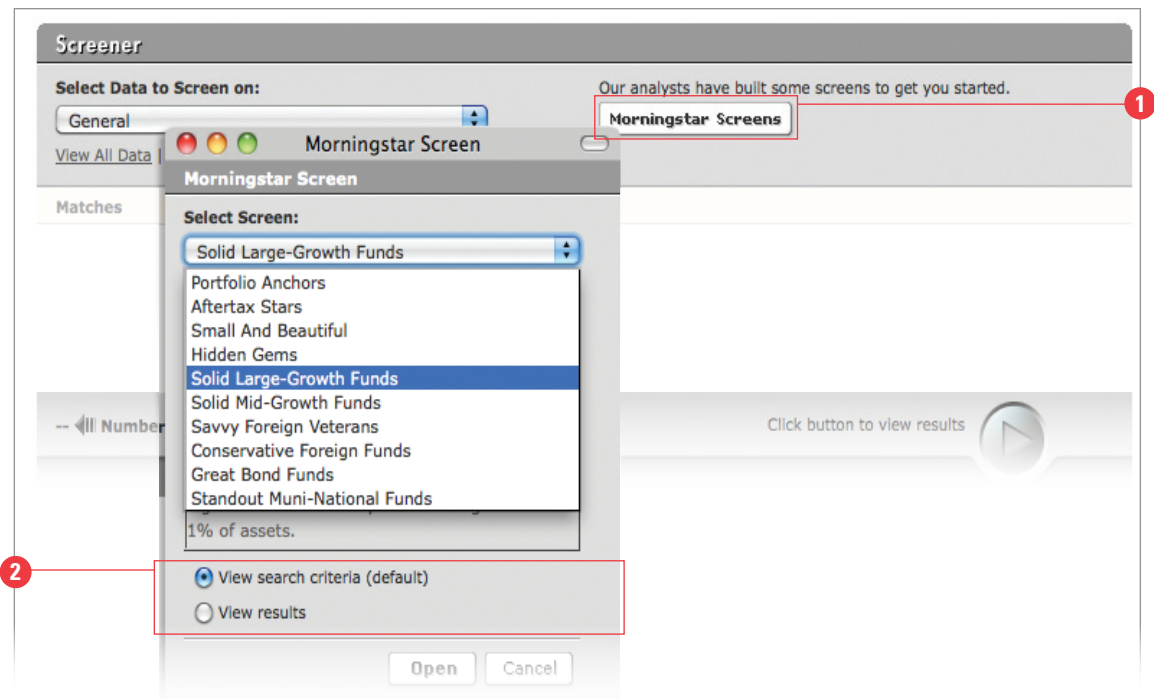 Screener
Select Data to Screen on:
Our analysts have built some screens to get you started.
General
Morningstar Screens
1
View All Data |
Morningstar Screen
Morningstar Screen
Matches
Select Screen:
Solid Large-Growth Funds
Portfolio Anchors
Aftertax Stars
Small And Beautiful
Hidden Gems
Solid Large-Growth Funds
Solid Mid-Growth Funds
-- Number
Savvy Foreign Veterans
Click button to view results
Conservative Foreign Funds
Great Bond Funds
Standout Muni-National Funds
1% of assets.
2
View search criteria (default)
View results
Open
Cancel